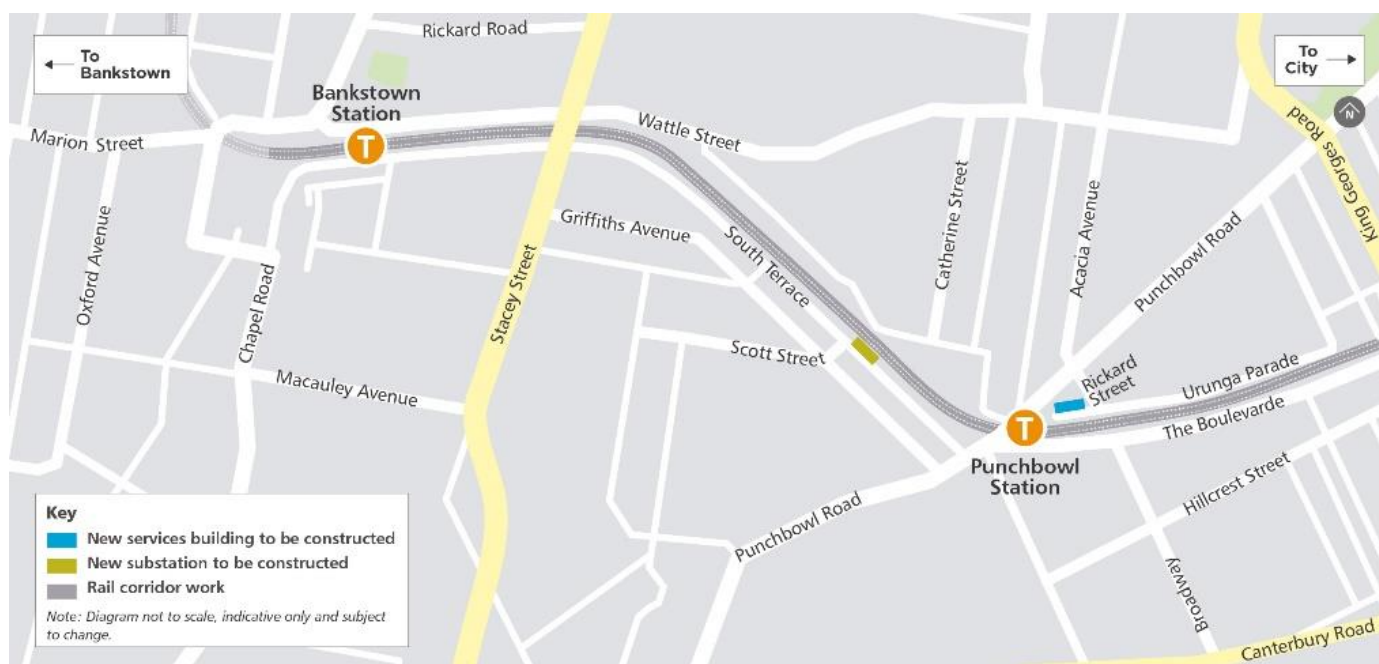 Rickard Road
To
Bankstown
To
City
N
Bankstown
Station
T
Marion Street
Wattle Street
King Georges Road
Griffiths Avenue
South Terrace
Catherine Street
Acacia Avenue
Punchbowl Road
Oxford Avenue
Chapel Road
Stacey Street
Scott Street
Macauley Avenue
Rickard
Street
Urunga Parade
The Boulevarde
T
Punchbowl
Station
Hillcrest Street
Punchbowl Road
Broadway
Canterbury Road
Key
New services building to be constructed
New substation to be constructed
Rail corridor work
Note: Diagram not to scale, indicative only and subject
to change.